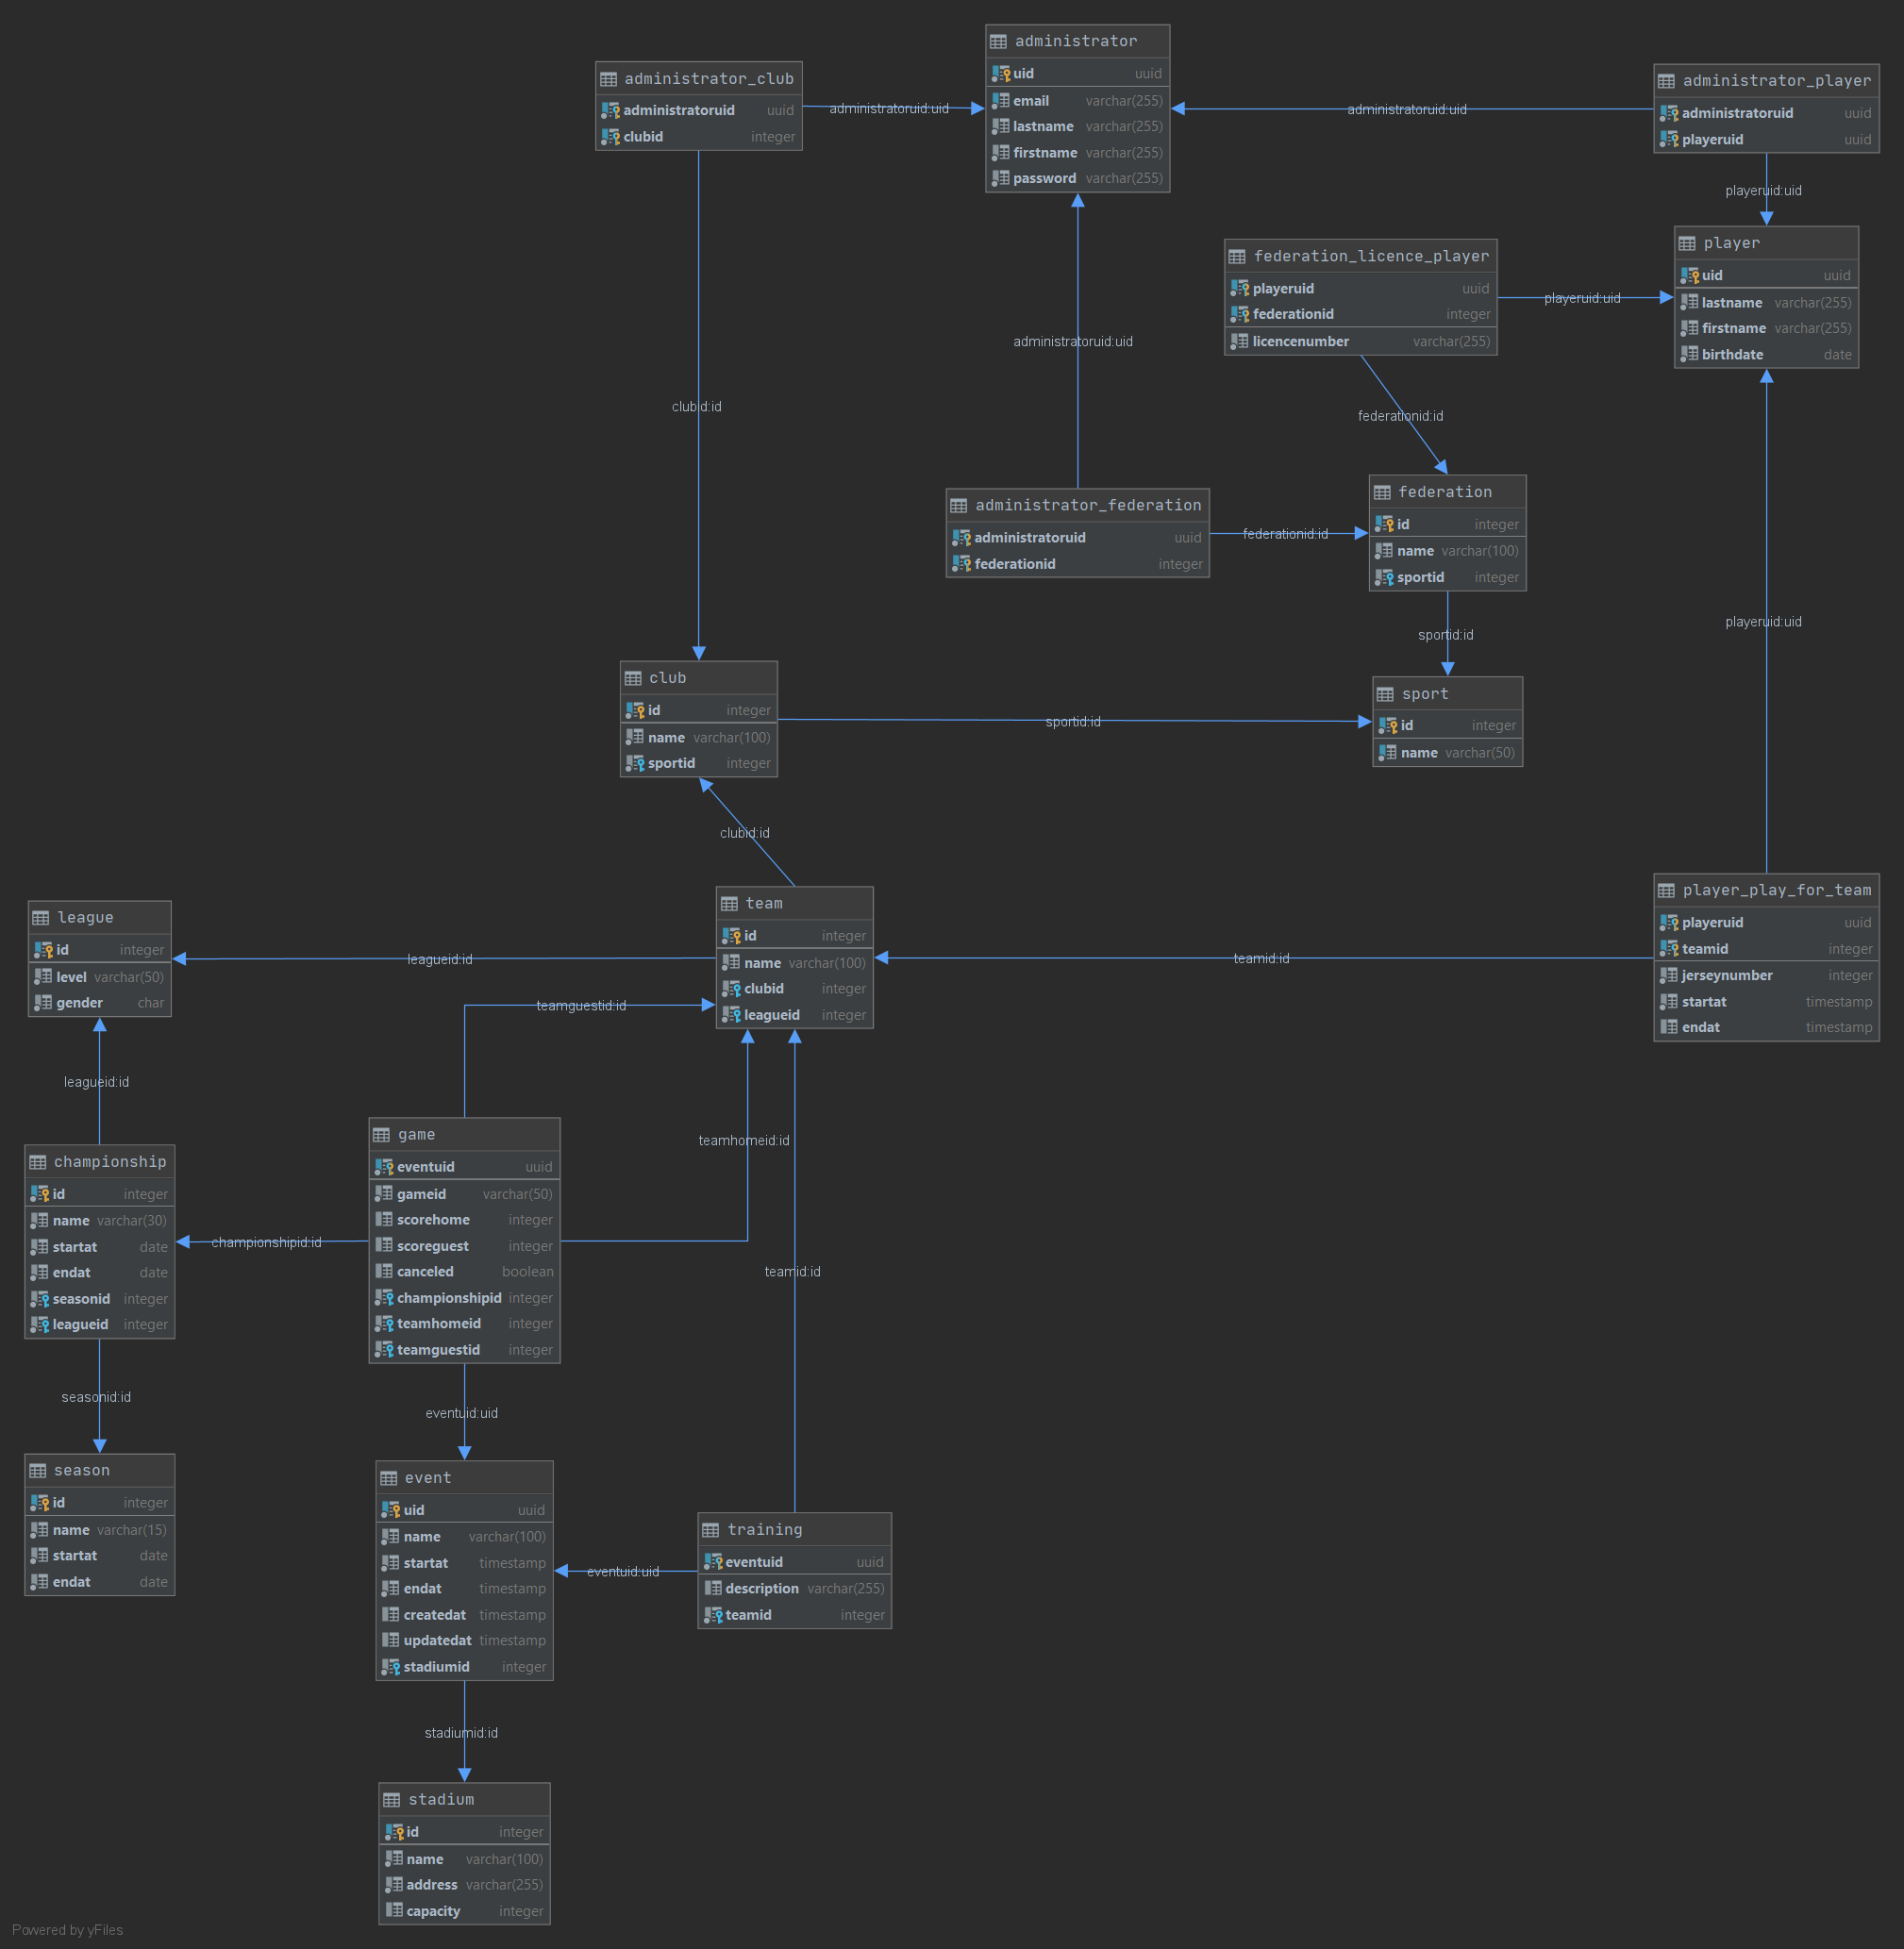 administrator
uid uuid
email varchar(255)
lastname varchar(255)
firstname varchar(255)
password varchar(255)
administrator_club
administratoruid uuid
clubid integer
administratoruid:uid
administrator_player
administratoruid uuid
playeruid uuid
administratoruid:uid
playeruid:uid
player
uid uuid
lastname varchar(255)
firstname varchar(255)
birthdate date
federation_licence_player
playeruid uuid
federationid integer
licencenumber varchar(255)
playeruid:uid
administratoruid:uid
clubid:id
federationid:id
administrator_federation
administratoruid uuid
federationid integer
federationid:id
federation
id integer
name varchar(100)
sportid integer
playeruid:uid
sportid:id
club
id integer
name varchar(100)
sportid integer
sportid:id
sport
id integer
name varchar(50)
clubid:id
league
id integer
level varchar(50)
gender char
leagueid:id
team
id integer
name varchar(100)
clubid integer
leagueid integer
teamid:id
player_play_for_team
playeruid uuid
teamid integer
jerseynumber integer
startat timestamp
endat timestamp
teamguestid:id
leagueid:id
teamhomeid:id
championship
id integer
name varchar(30)
startat date
endat date
seasonid integer
leagueid integer
championshipid:id
game
eventuid uuid
gameid varchar(50)
scorehome integer
scoreguest integer
canceled boolean
championshipid integer
teamhomeid integer
teamguestid integer
teamid:id
seasonid:id
eventuid:uid
season
id integer
name varchar(15)
startat date
endat date
event
uid uuid
name varchar(100)
startat timestamp
endat timestamp
createdat timestamp
updatedat timestamp
stadiumid integer
eventuid:uid
training
eventuid uuid
description varchar(255)
teamid integer
stadiumid:id
stadium
id integer
name varchar(100)
address varchar(255)
capacity integer
Powered by yFiles